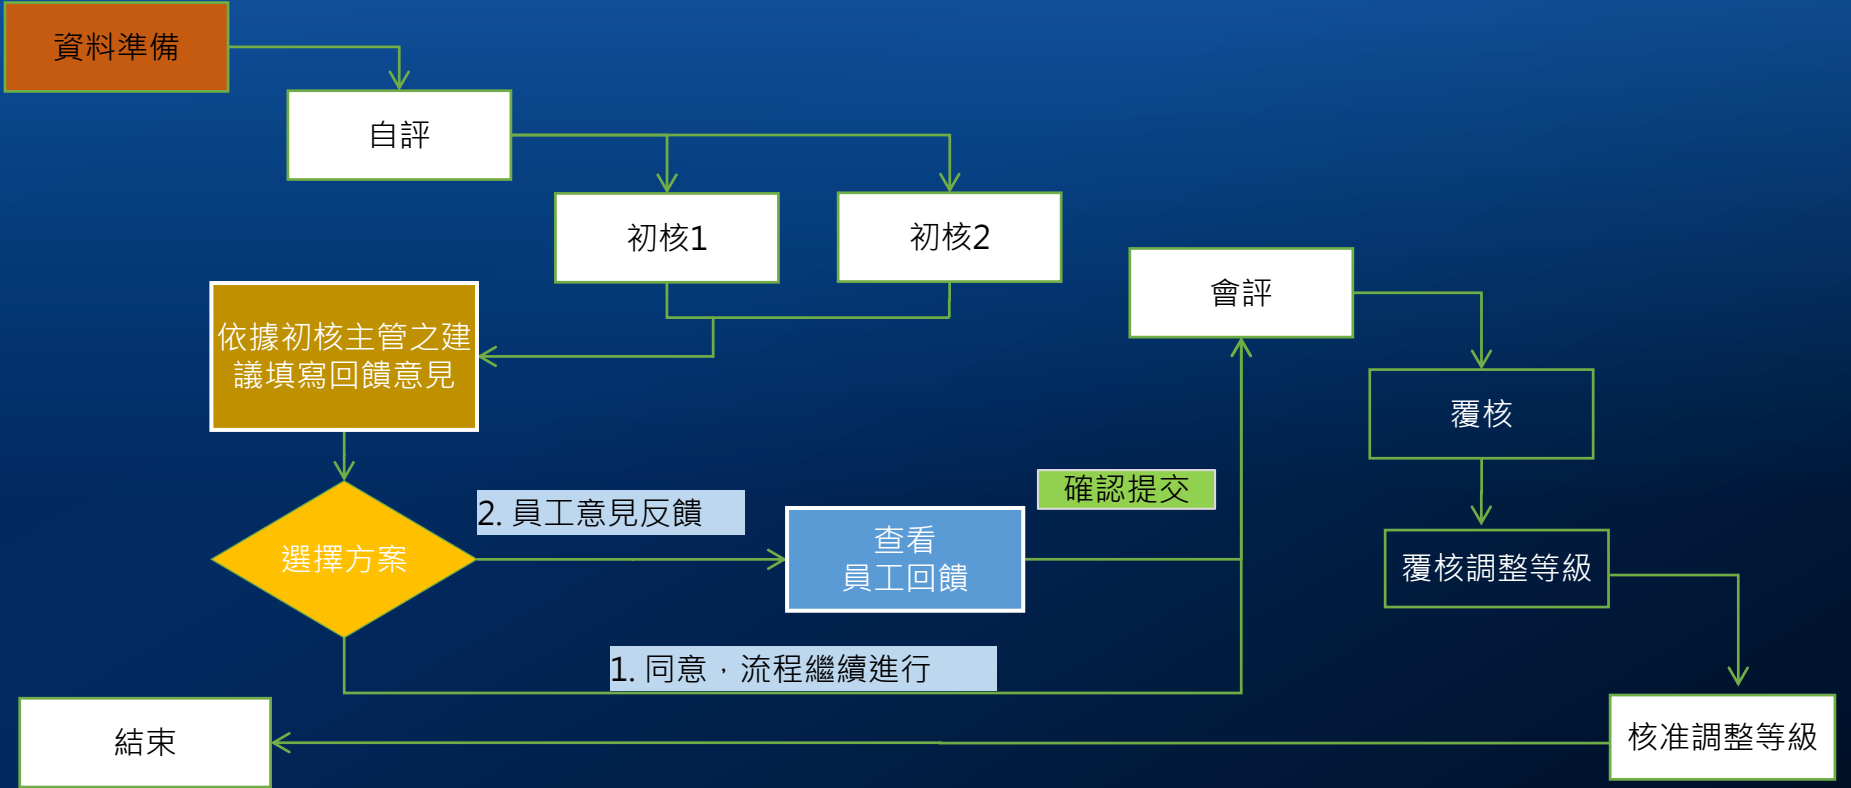 資料準備
自評
初核1
初核2
會評
依據初核主管之建
議填寫回饋意見
覆核
確認提交
2. 員工意見反饋
選擇方案
查看
員工回饋
覆核調整等級
1. 同意，流程繼續進行
結束
核准調整等級